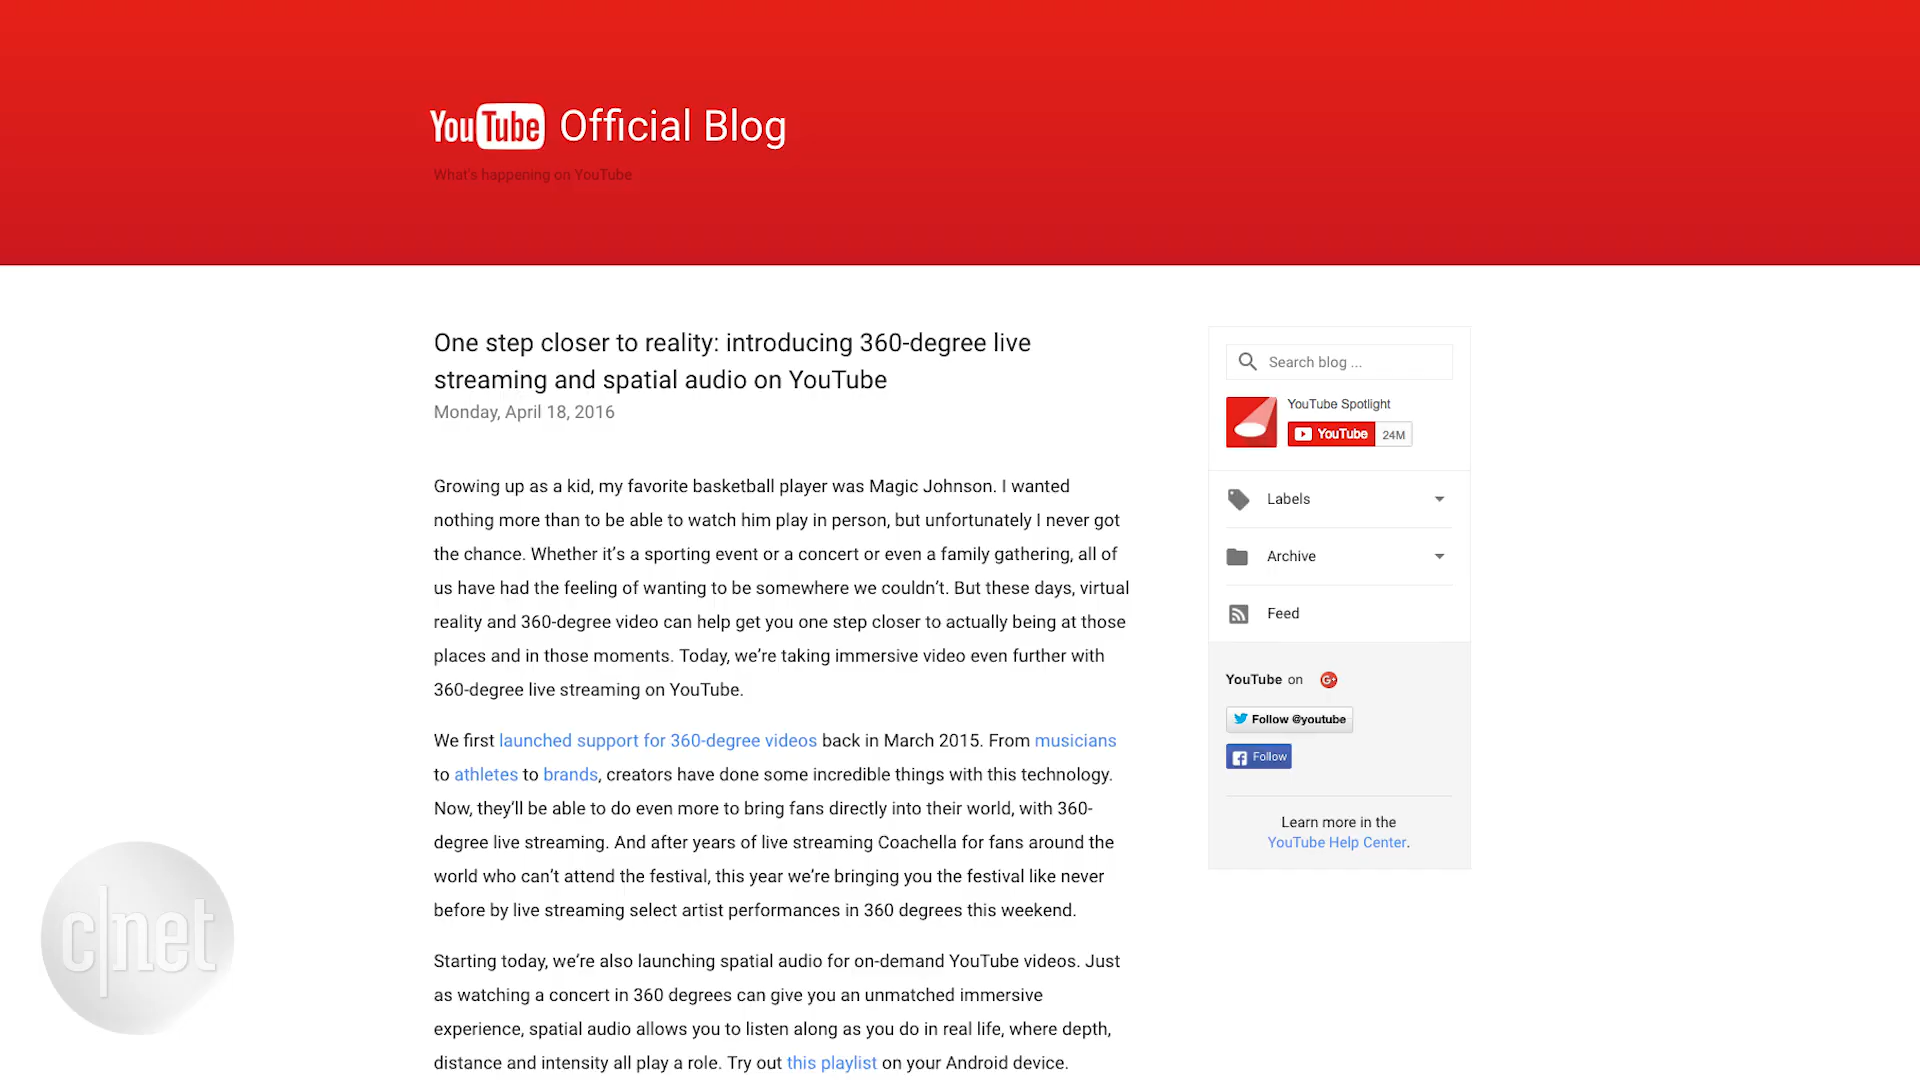 YouTube Official Blog
What's happening on YouTube
One step closer to reality: introducing 360-degree live
streaming and spatial audio on YouTube
Monday, April 18, 2016
Growing up as a kid, my favorite basketball player was Magic Johnson. I wanted
nothing more than to be able to watch him play in person, but unfortunately I never got
the chance. Whether it’s a sporting event or a concert or even a family gathering, all of
us have had the feeling of wanting to be somewhere we couldn’t. But these days, virtual
reality and 360-degree video can help get you one step closer to actually being at those
places and in those moments. Today, we’re taking immersive video even further with
360-degree live streaming on YouTube.
We first launched support for 360-degree videos back in March 2015. From musicians
to athletes to brands, creators have done some incredible things with this technology.
Now, they’ll be able to do even more to bring fans directly into their world, with 360-
degree live streaming. And after years of live streaming Coachella for fans around the
world who can’t attend the festival, this year we’re bringing you the festival like never
before by live streaming select artist performances in 360 degrees this weekend.
Starting today, we’re also launching spatial audio for on-demand YouTube videos. Just
as watching a concert in 360 degrees can give you an unmatched immersive
experience, spatial audio allows you to listen along as you do in real life, where depth,
distance and intensity all play a role. Try out this playlist on your Android device.
Search blog ...
YouTube Spotlight
YouTube 24M
Labels
Archive
Feed
YouTube on G+
Follow @youtube
Follow
Learn more in the
YouTube Help Center.
c|net